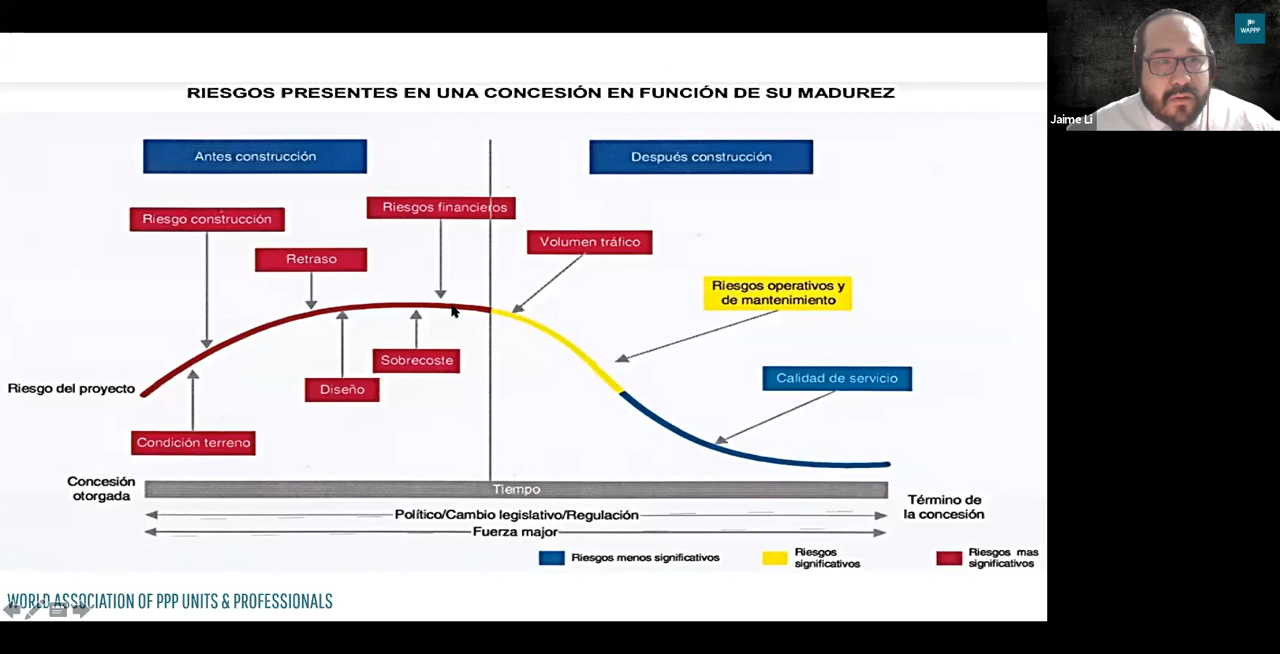 RIESGOS PRESENTES EN UNA CONCESIÓN EN FUNCIÓN DE SU MADUREZ
Antes construcción
Después construcción
Riesgo construcción
Riesgos financieros
Retraso
Volumen tráfico
Riesgos operativos y
de mantenimiento
Sobrecoste
Diseño
Calidad de servicio
Riesgo del proyecto
Condición terreno
Concesión
otorgada
Tiempo
Término de
la concesión
Político/Cambio legislativo/Regulación
Fuerza major
Riesgos menos significativos
Riesgos
significativos
Riesgos mas
significativos
WORLD ASSOCIATION OF PPP UNITS & PROFESSIONALS
Jaime Li
WAPPP